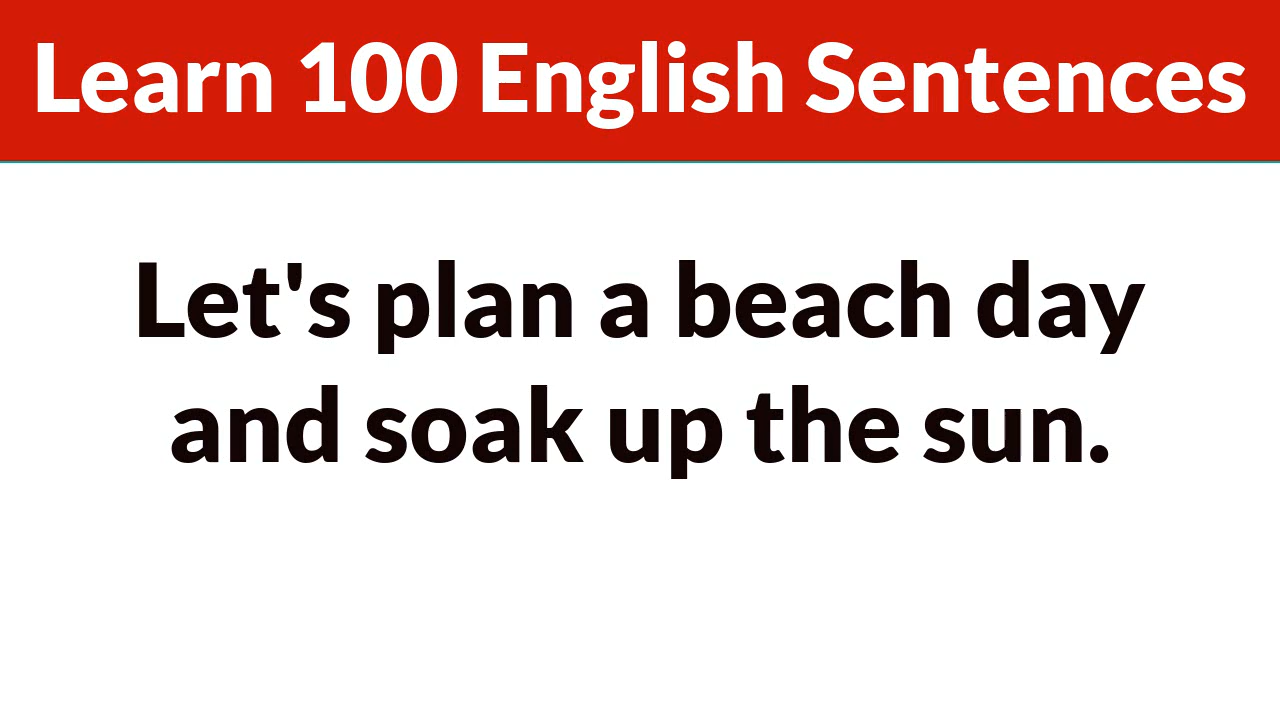 Learn 100 English Sentences
Let's plan a beach day
and soak up the sun.